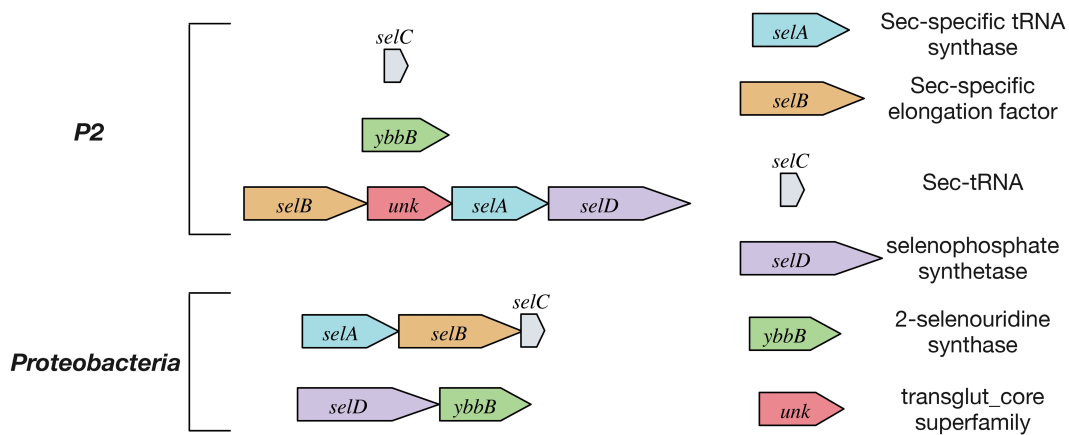 P2
selC
ybbB
selB unk selA selD
Proteobacteria
selC
selA selB
selD ybbB
selA
Sec-specific tRNA
synthase
selB
Sec-specific
elongation factor
selC
Sec-tRNA
selD
selenophosphate
synthetase
ybbB
2-selenouridine
synthase
unk
transglut_core
superfamily